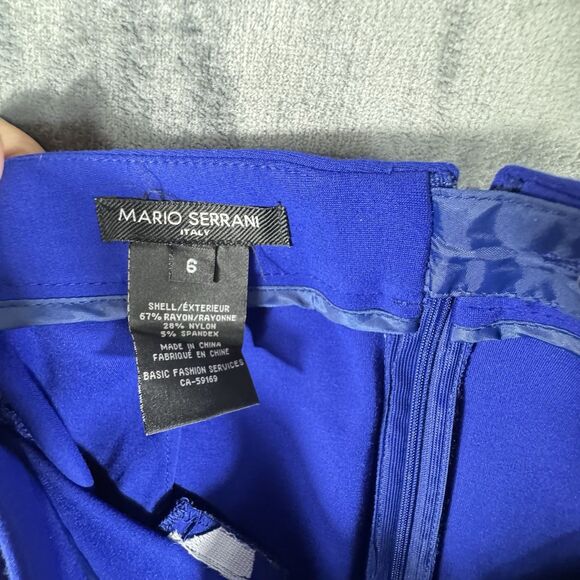 MARIO SERRANI
ITALY
6
SHELL/EXTÉRIEUR
67% RAYON/RAYONNE
28% NYLON
5% SPANDEX
MADE IN CHINA
FABRIQUÉ EN CHINE
BASIC FASHION SERVICES
CA-59169